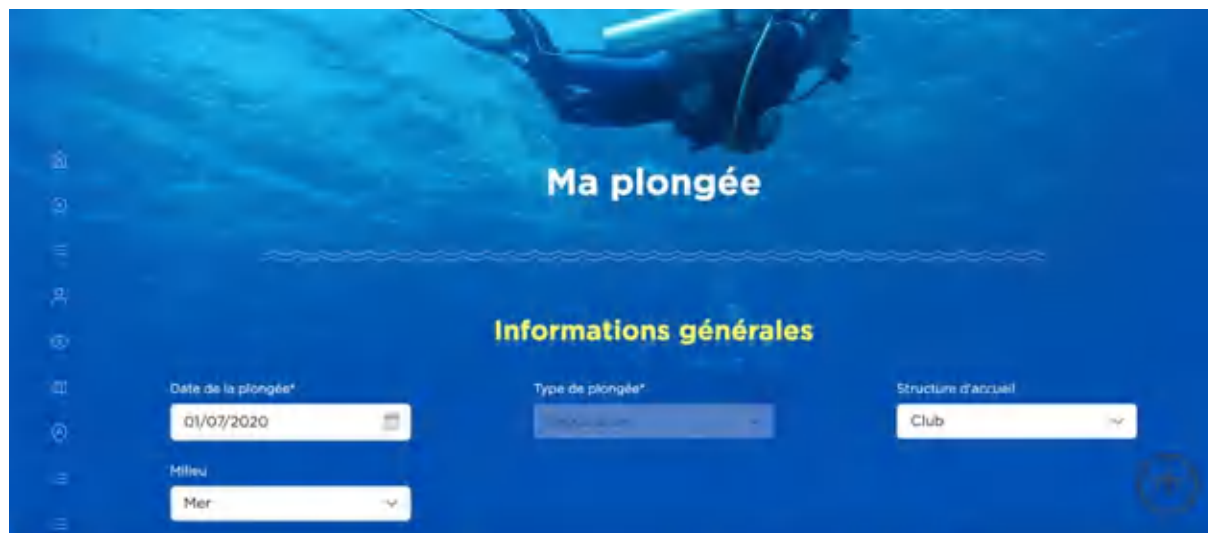 Ma plongée
Informations générales
Date de la plongée* Type de plongée* Structure d'accueil
01/07/2020 Club
Milieu
Mer